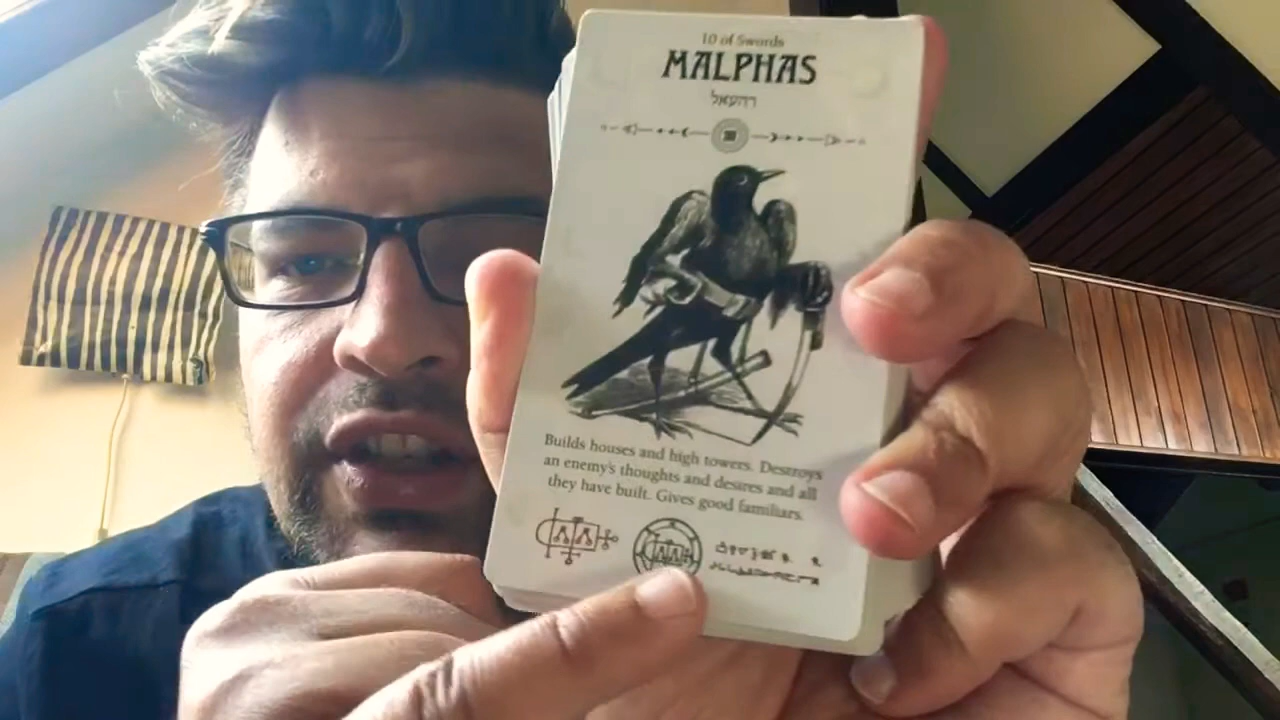 10 of Swords
MALPHAS
רהעאל
Builds houses and high towers. Destroys
an enemy's thoughts and desires and all
they have built. Gives good familiars.